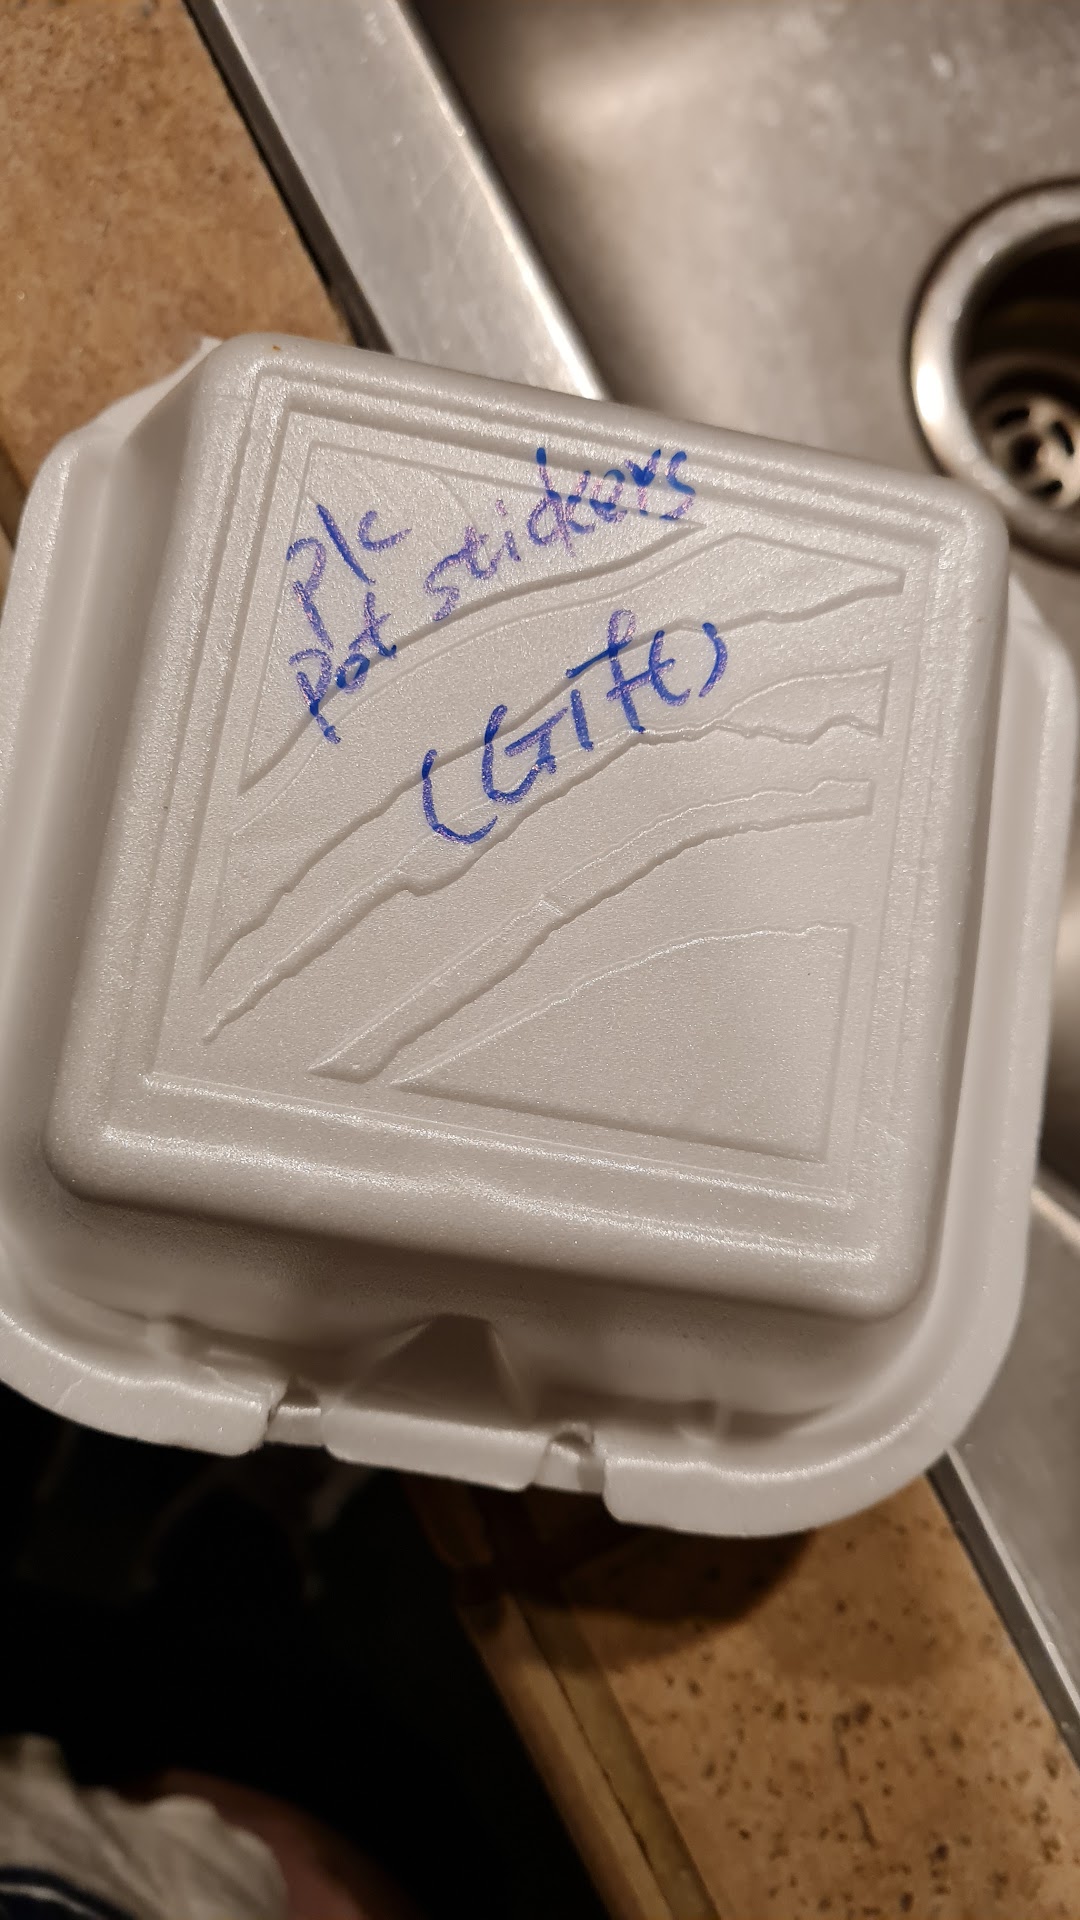 P/c
Pot stickers
(Gift)